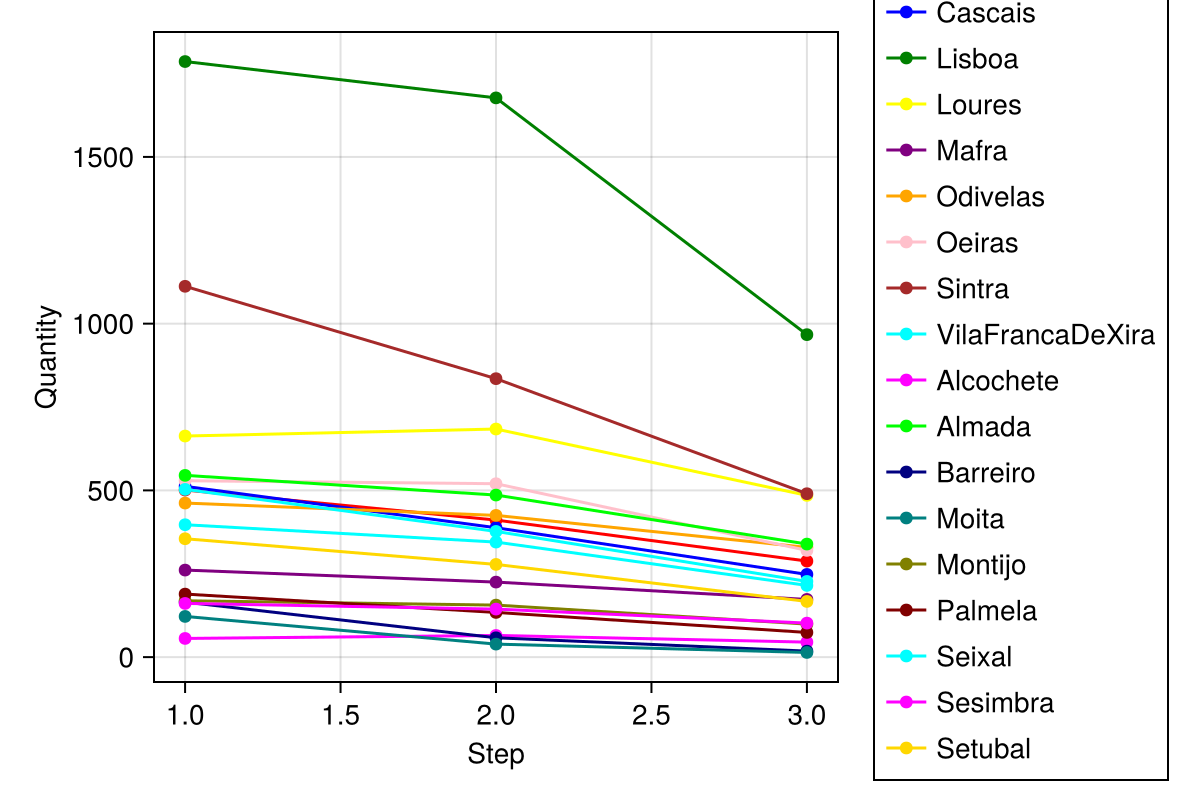 Cascais
Lisboa
Loures
Mafra
Odivelas
Oeiras
Sintra
VilaFrancaDeXira
Alcochete
Almada
Barreiro
Moita
Montijo
Palmela
Seixal
Sesimbra
Setubal
1500
1000
500
0
Quantity
1.0 1.5 2.0 2.5 3.0
Step